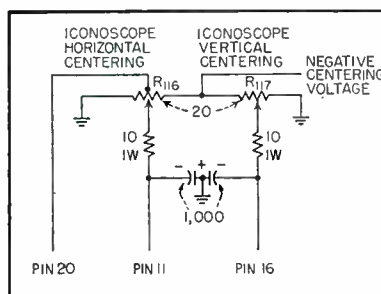 ICONOSCOPE
HORIZONTAL
CENTERING
ICONOSCOPE
VERTICAL
CENTERING
NEGATIVE
CENTERING
VOLTAGE
R116
R117
20
10
1W
10
1W
- + -
1,000
PIN 20
PIN 11
PIN 16